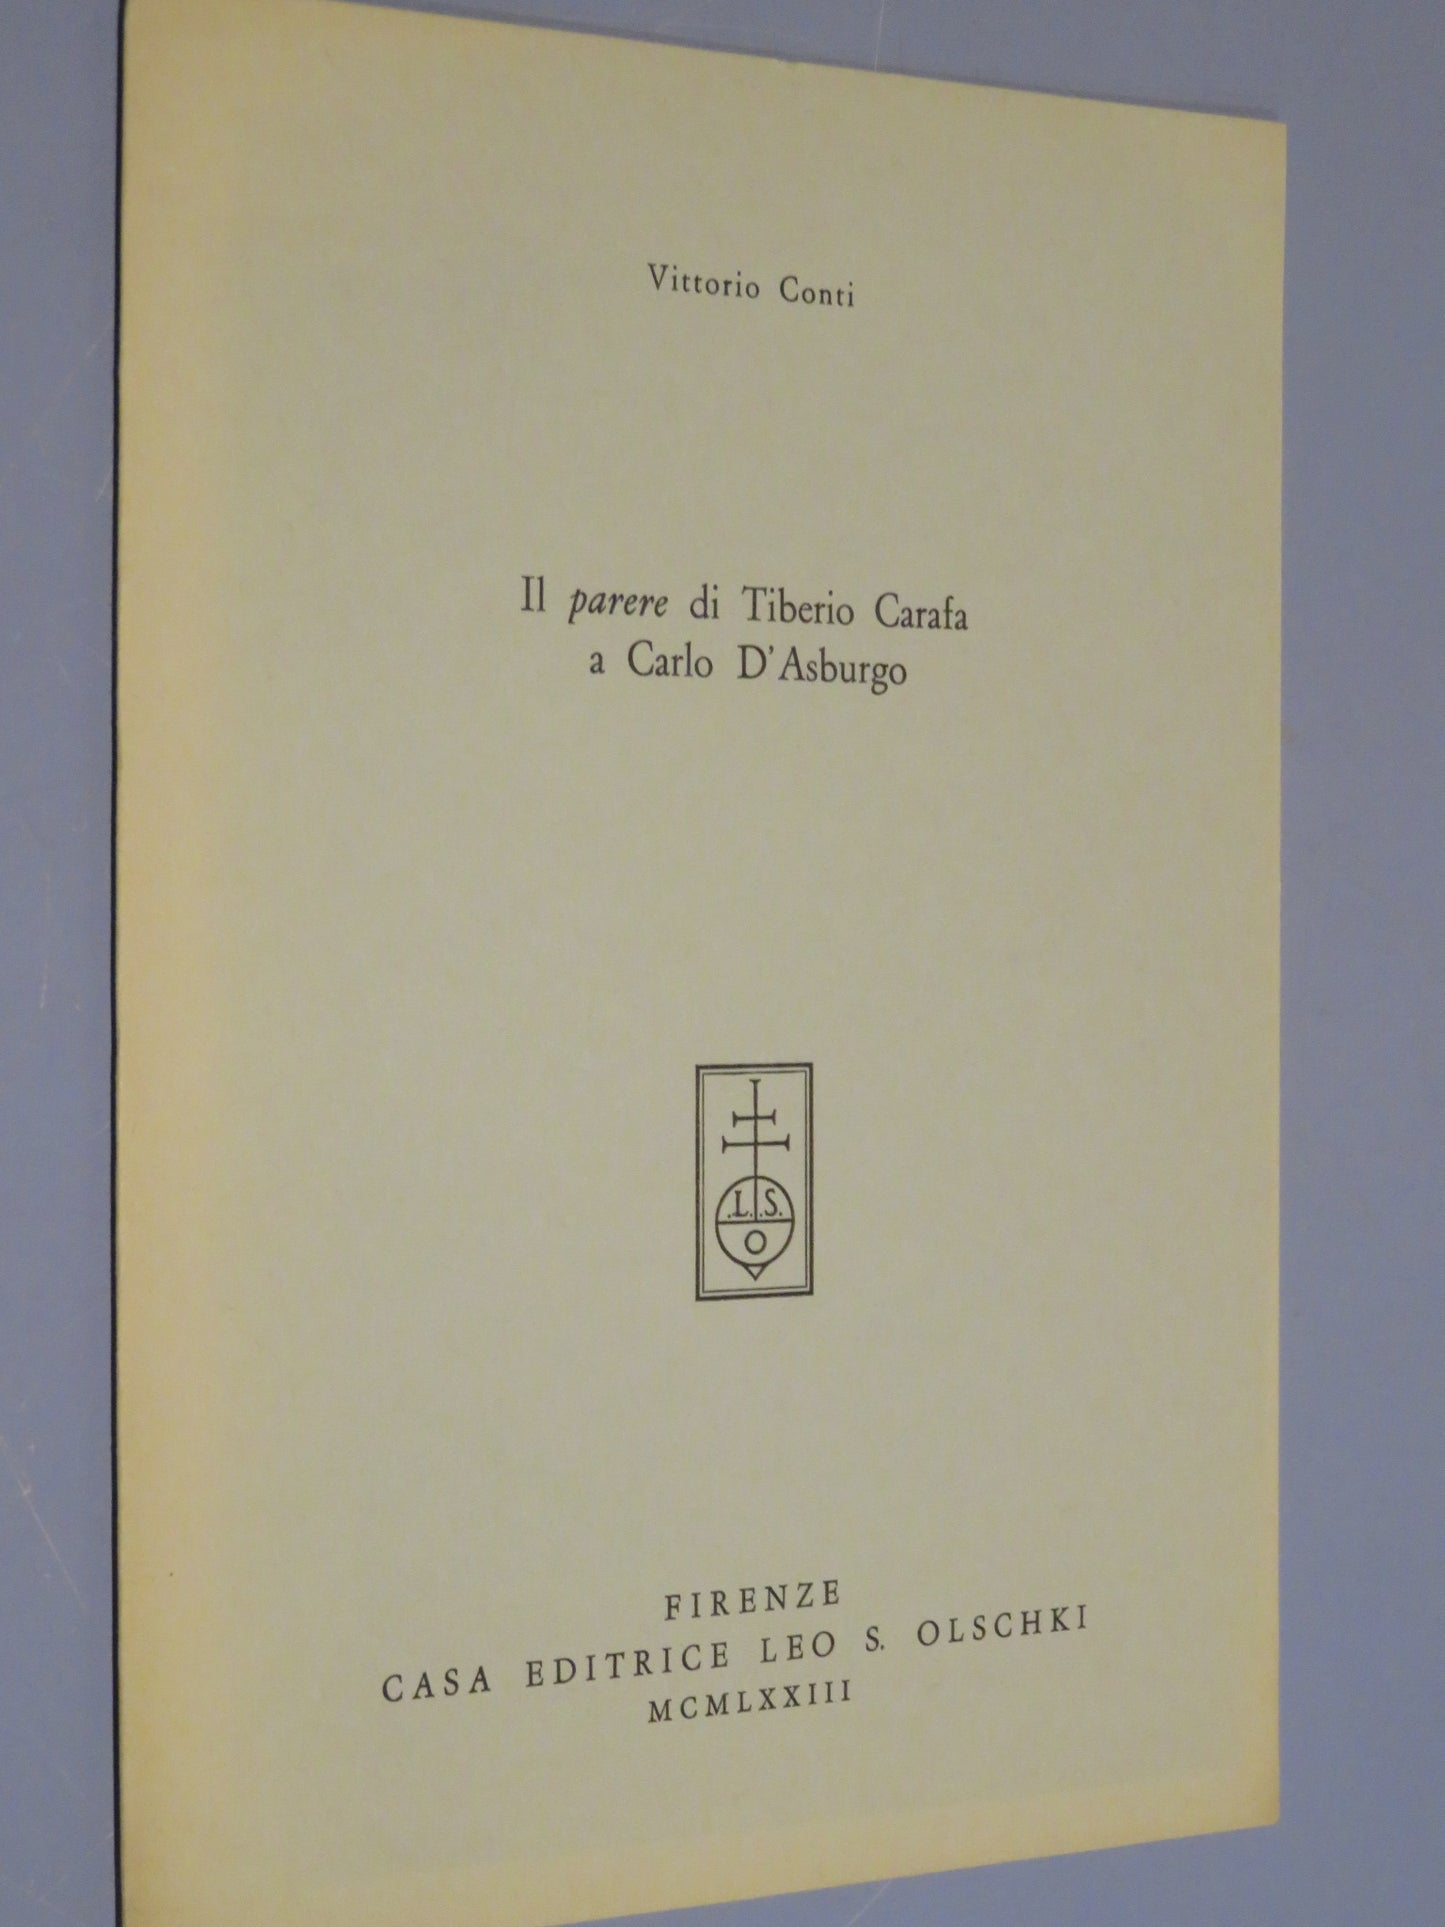 Vittorio Conti
Il parere di Tiberio Carafa
a Carlo D'Asburgo
.L. .S.
O
FIRENZE
CASA EDITRICE LEO S. OLSCHKI
MCMLXXIII